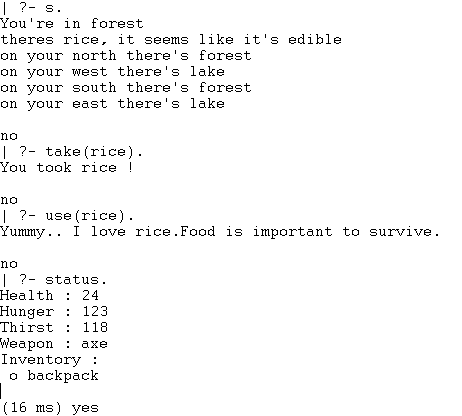 | ?- s.
You're in forest
theres rice, it seems like it's edible
on your north there's forest
on your west there's lake
on your south there's forest
on your east there's lake
no
| ?- take(rice).
You took rice !
no
| ?- use(rice).
Yummy.. I love rice.Food is important to survive.
no
| ?- status.
Health : 24
Hunger : 123
Thirst : 118
Weapon : axe
Inventory :
 o backpack
(16 ms) yes